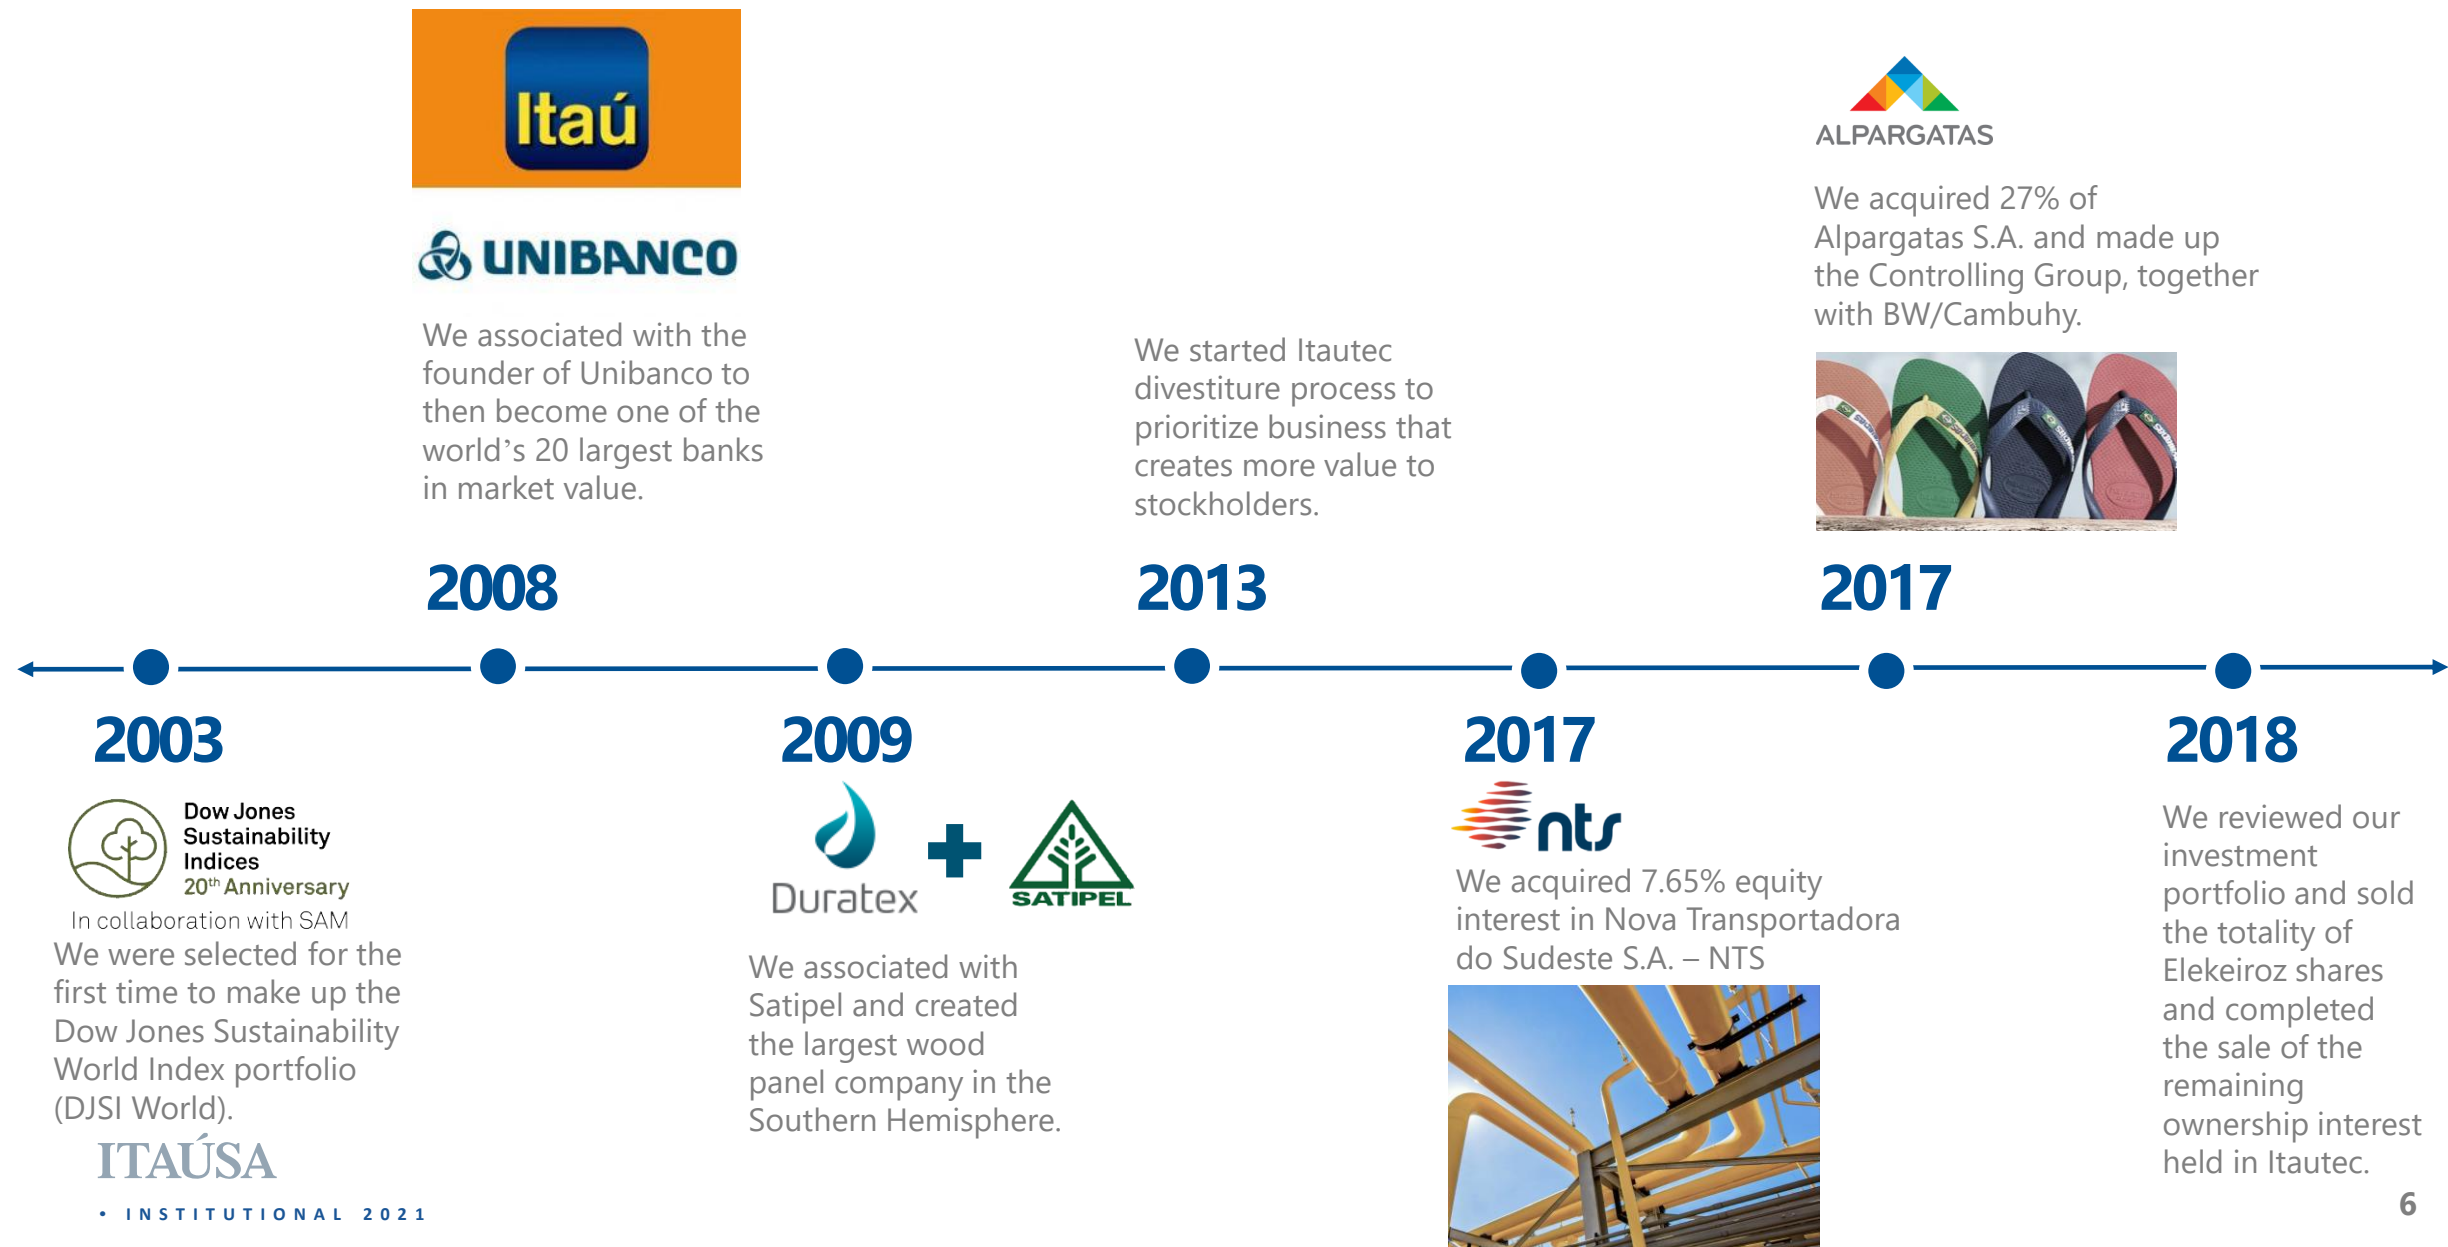 Itaú
UNIBANCO
We associated with the
founder of Unibanco to
then become one of the
world's 20 largest banks
in market value.
2008
We started Itautec
divestiture process to
prioritize business that
creates more value to
stockholders.
2013
ALPARGATAS
We acquired 27% of
Alpargatas S.A. and made up
the Controlling Group, together
with BW/Cambuhy.
2017
2003
Dow Jones
Sustainability
Indices
20th Anniversary
In collaboration with SAM
We were selected for the
first time to make up the
Dow Jones Sustainability
World Index portfolio
(DJSI World).
2009
Duratex
SATIPEL
We associated with
Satipel and created
the largest wood
panel company in the
Southern Hemisphere.
2017
nts
We acquired 7.65% equity
interest in Nova Transportadora
do Sudeste S.A. – NTS
2018
We reviewed our
investment
portfolio and sold
the totality of
Elekeiroz shares
and completed
the sale of the
remaining
ownership interest
held in Itautec.
ITAÚSA
• INSTITUTIONAL 2021
6